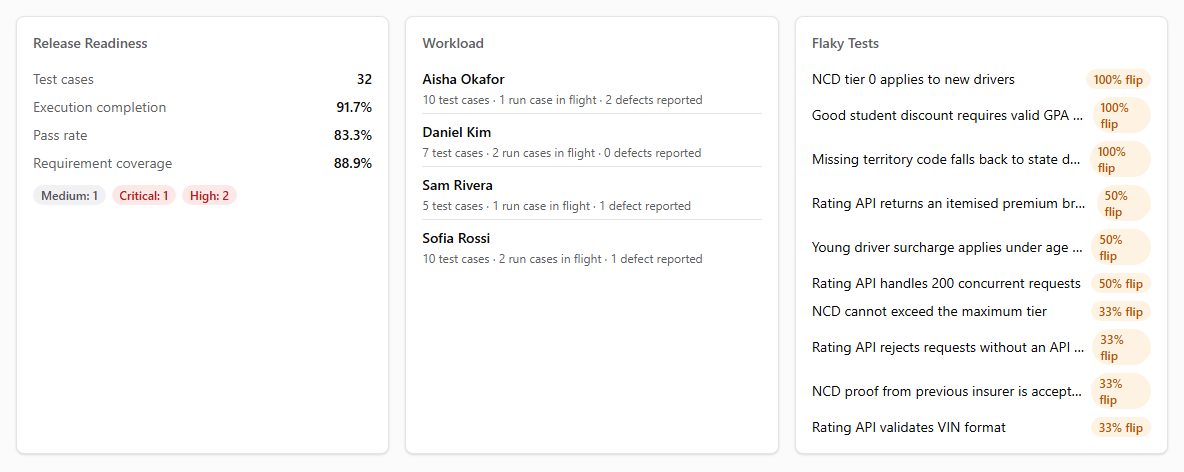 Release Readiness
Test cases 32
Execution completion 91.7%
Pass rate 83.3%
Requirement coverage 88.9%
Medium: 1 Critical: 1 High: 2
Workload
Aisha Okafor
10 test cases · 1 run case in flight · 2 defects reported
Daniel Kim
7 test cases · 2 run cases in flight · 0 defects reported
Sam Rivera
5 test cases · 1 run case in flight · 1 defect reported
Sofia Rossi
10 test cases · 2 run cases in flight · 1 defect reported
Flaky Tests
NCD tier 0 applies to new drivers 100% flip
Good student discount requires valid GPA ... 100% flip
Missing territory code falls back to state d... 100% flip
Rating API returns an itemised premium br... 50% flip
Young driver surcharge applies under age ... 50% flip
Rating API handles 200 concurrent requests 50% flip
NCD cannot exceed the maximum tier 33% flip
Rating API rejects requests without an API ... 33% flip
NCD proof from previous insurer is accept... 33% flip
Rating API validates VIN format 33% flip